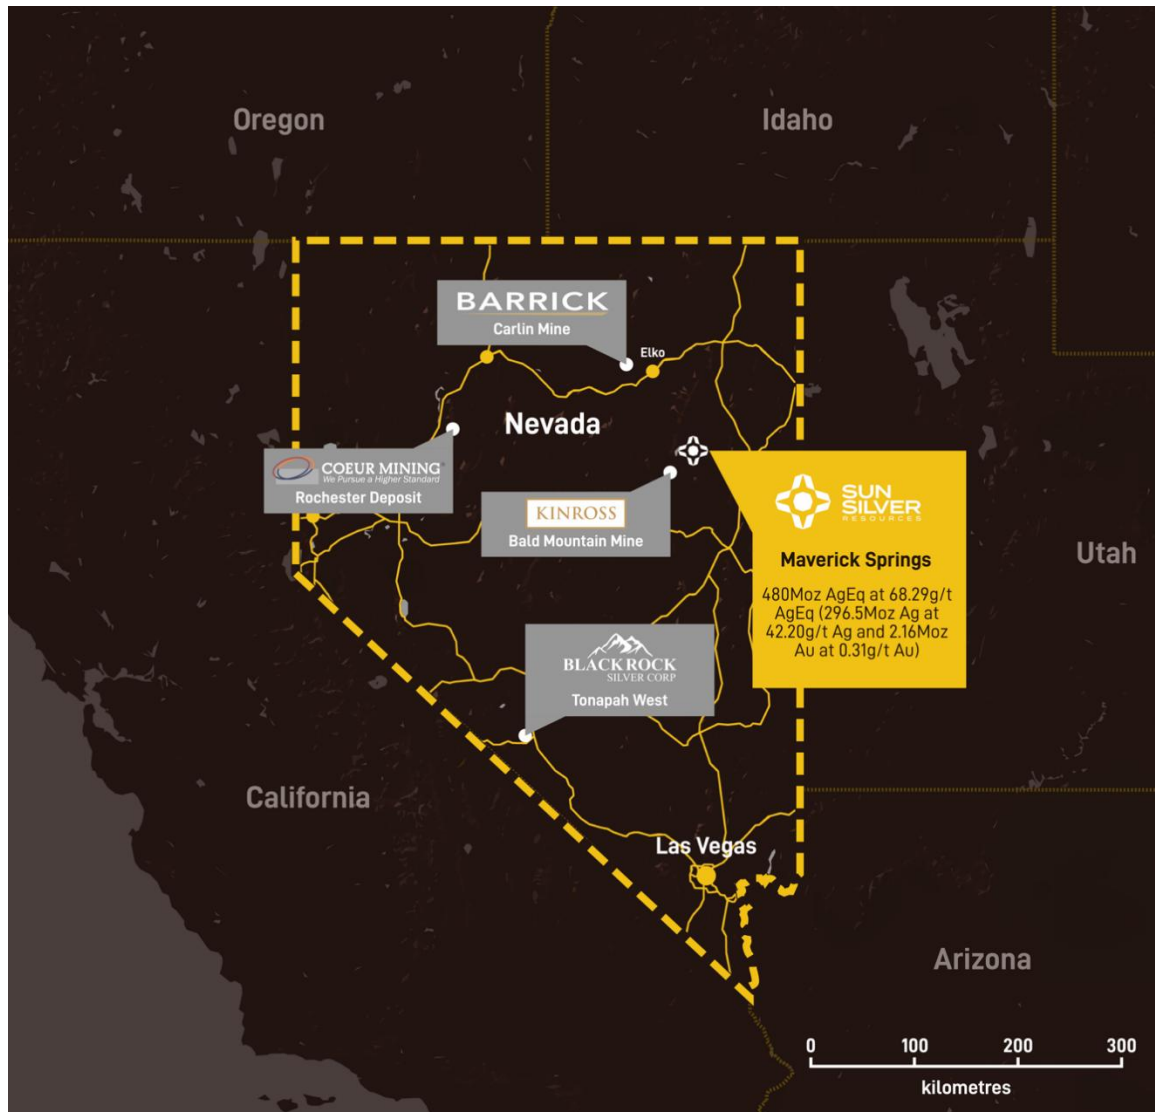 Oregon
Idaho
BARRICK
Carlin Mine
Elko
Nevada
COEUR MINING
We Pursue a Higher Standard
Rochester Deposit
KINROSS
Bald Mountain Mine
SUN
SILVER
RESOURCES
Maverick Springs
480Moz AgEq at 68.29g/t
AgEq (296.5Moz Ag at
42.20g/t Ag and 2.16Moz
Au at 0.31g/t Au)
Utah
BLACKROCK
SILVER CORP
Tonapah West
California
Las Vegas
Arizona
0 100 200 300
kilometres